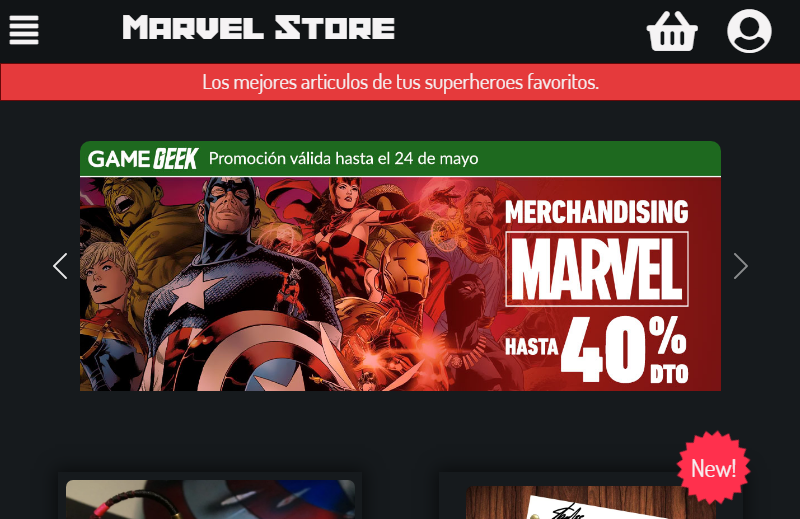 Marvel Store
Los mejores articulos de tus superheroes favoritos.
GAME GEEK Promoción válida hasta el 24 de mayo
MERCHANDISING
MARVEL
HASTA 40% DTO
New!